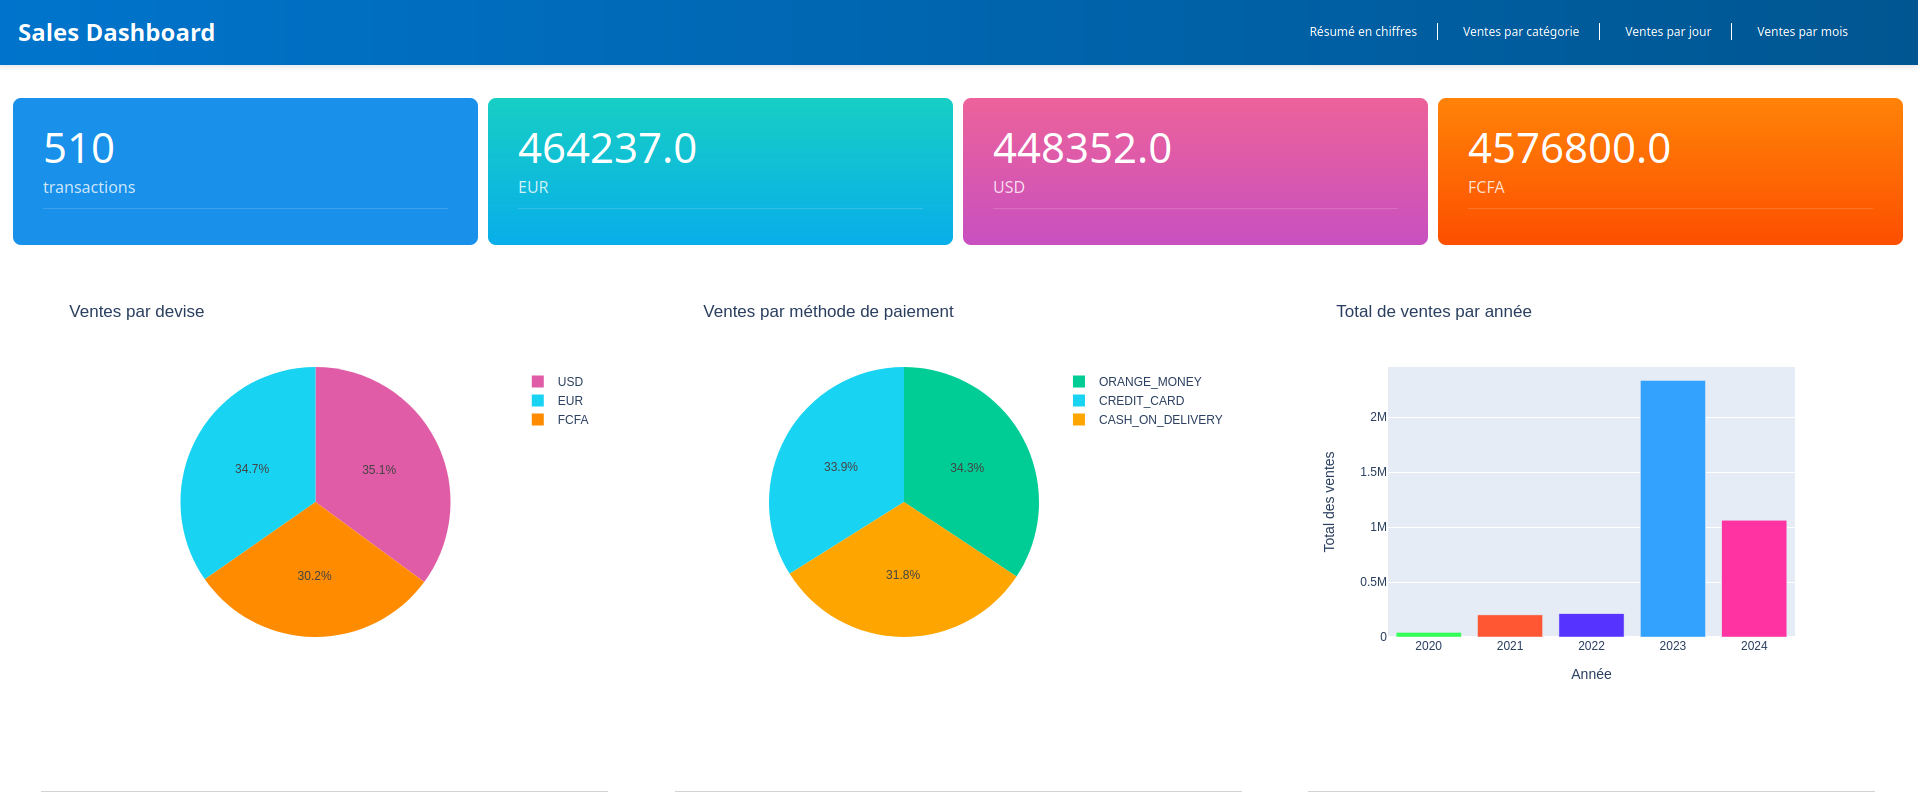 Sales Dashboard
Résumé en chiffres
Ventes par catégorie
Ventes par jour
Ventes par mois
510
transactions
464237.0
EUR
448352.0
USD
4576800.0
FCFA
Ventes par devise
USD
EUR
FCFA
34.7%
35.1%
30.2%
Ventes par méthode de paiement
ORANGE_MONEY
CREDIT_CARD
CASH_ON_DELIVERY
33.9%
34.3%
31.8%
Total de ventes par année
Total des ventes
2M
1.5M
1M
0.5M
0
2020
2021
2022
2023
2024
Année